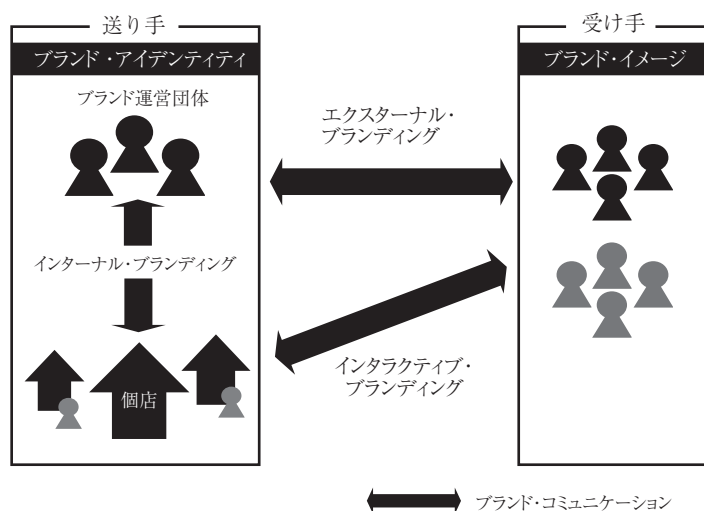 送り手
ブランド・アイデンティティ
ブランド運営団体
インターナル・ブランディング
個店
エクスターナル・
ブランディング
インタラクティブ・
ブランディング
受け手
ブランド・イメージ
ブランド・コミュニケーション